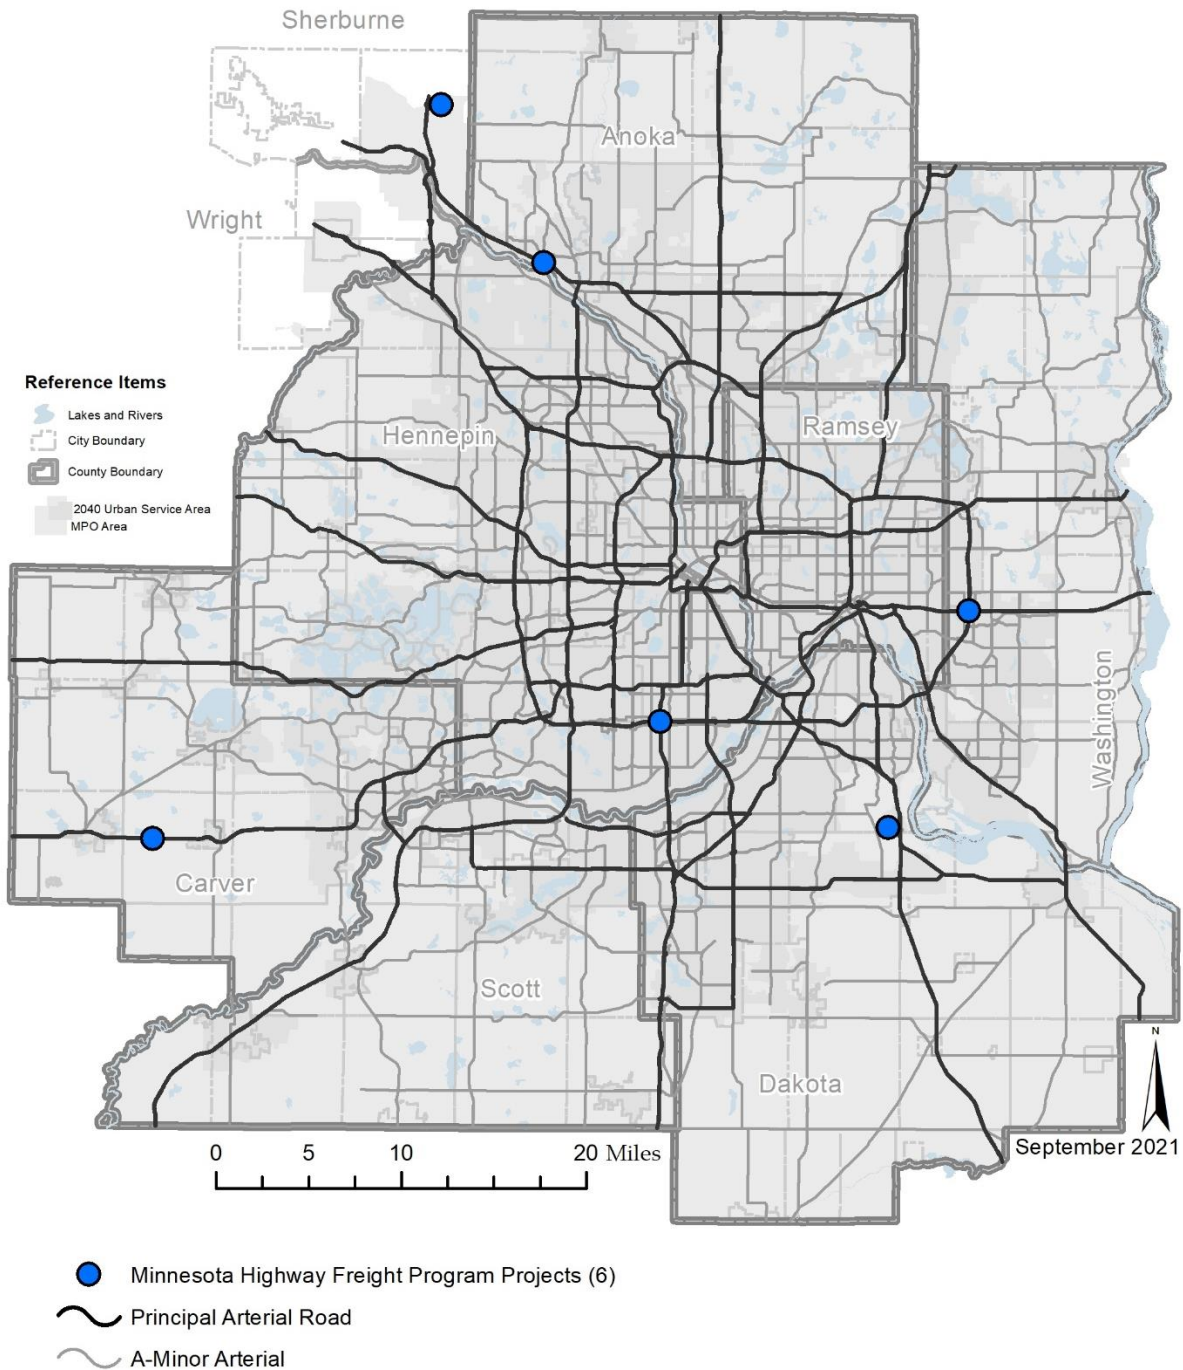 Sherburne
Anoka
Wright
Reference Items
Lakes and Rivers
City Boundary
County Boundary
2040 Urban Service Area
MPO Area
Hennepin
Ramsey
Washington
Carver
Scott
Dakota
N
September 2021
0 5 10 20 Miles
Minnesota Highway Freight Program Projects (6)
Principal Arterial Road
A-Minor Arterial